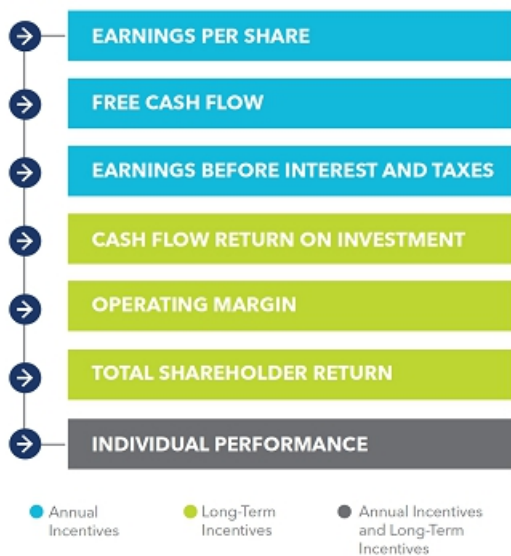 EARNINGS PER SHARE
FREE CASH FLOW
EARNINGS BEFORE INTEREST AND TAXES
CASH FLOW RETURN ON INVESTMENT
OPERATING MARGIN
TOTAL SHAREHOLDER RETURN
INDIVIDUAL PERFORMANCE
Annual
Incentives
Long-Term
Incentives
Annual Incentives
and Long-Term
Incentives